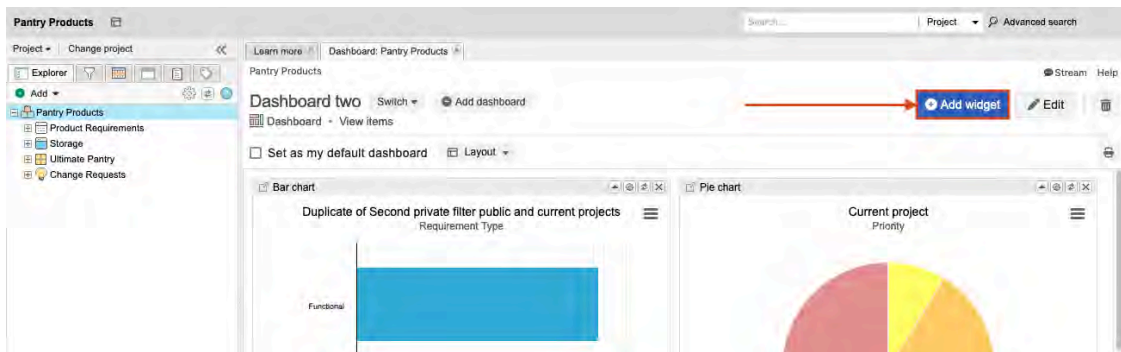 Pantry Products
Search... Project Advanced search
Project Change project
Learn more Dashboard: Pantry Products
Explorer
Pantry Products
Stream Help
Add
Dashboard two Switch Add dashboard
Add widget Edit
Pantry Products
Dashboard - View items
Product Requirements
Storage
Set as my default dashboard Layout
Ultimate Pantry
Change Requests
Bar chart
Pie chart
Duplicate of Second private filter public and current projects
Requirement Type
Current project
Priority
Functional